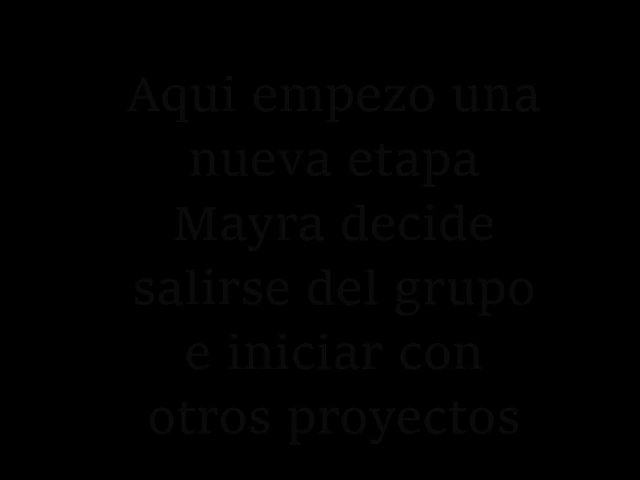 Aqui empezo una
nueva etapa
Mayra decide
salirse del grupo
e iniciar con
otros proyectos